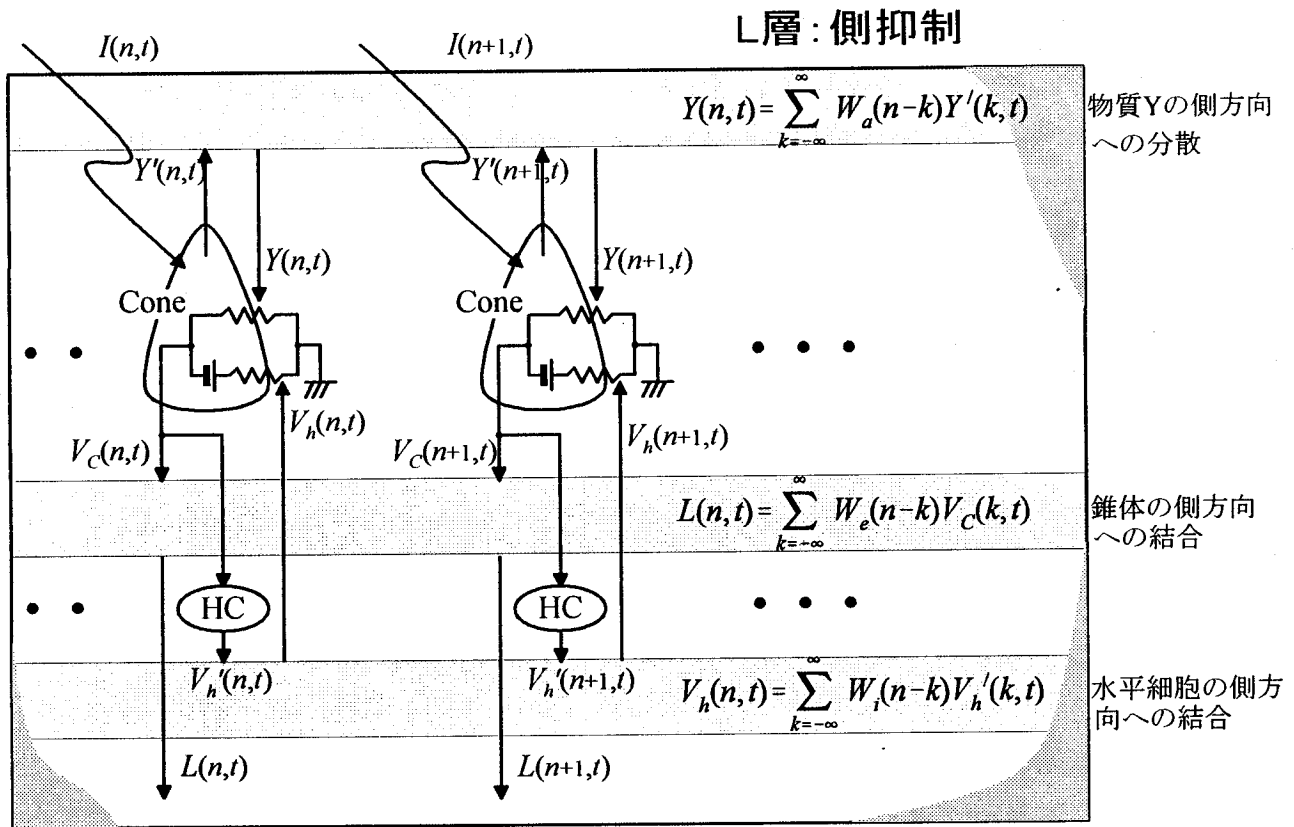 L層:側抑制
I(n,t)
I(n+1,t)
Y(n,t)=∑_{k=-∞}^{∞} W_a(n-k)Y'(k,t)
物質Yの側方向
への分散
Y'(n,t)
Y'(n+1,t)
Y(n,t)
Y(n+1,t)
Cone
Cone
V_h(n,t)
V_h(n+1,t)
V_C(n,t)
V_C(n+1,t)
L(n,t)=∑_{k=-∞}^{∞} W_e(n-k)V_C(k,t)
錐体の側方向
への結合
HC
HC
V_h'(n,t)
V_h'(n+1,t)
V_h(n,t)=∑_{k=-∞}^{∞} W_i(n-k)V_h'(k,t)
水平細胞の側方
向への結合
L(n,t)
L(n+1,t)